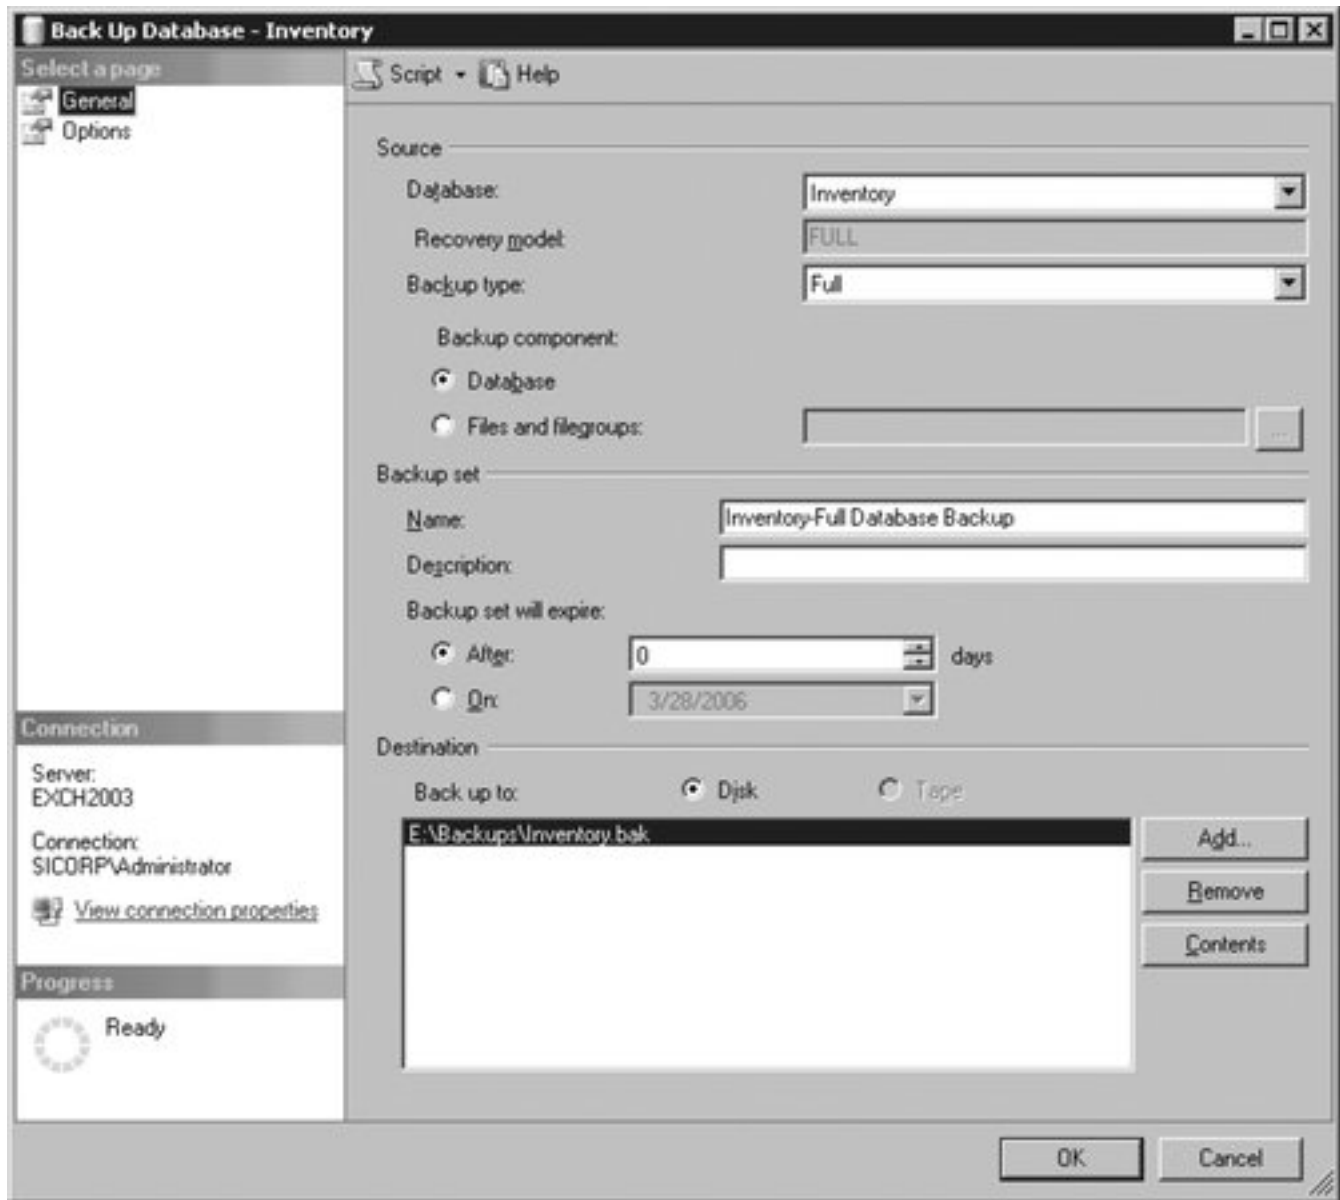 Back Up Database - Inventory
Select a page
General
Options
Script
Help
Source
Database:
Inventory
Recovery model:
FULL
Backup type:
Full
Backup component:
Database
Files and filegroups:
...
Backup set
Name:
Inventory-Full Database Backup
Description:
Backup set will expire:
After:
0
days
On:
3/28/2006
Destination
Back up to:
Disk
Tape
E:\Backups\Inventory.bak
Add...
Remove
Contents
Connection
Server:
EXCH2003
Connection:
SICORP\Administrator
View connection properties
Progress
Ready
OK
Cancel